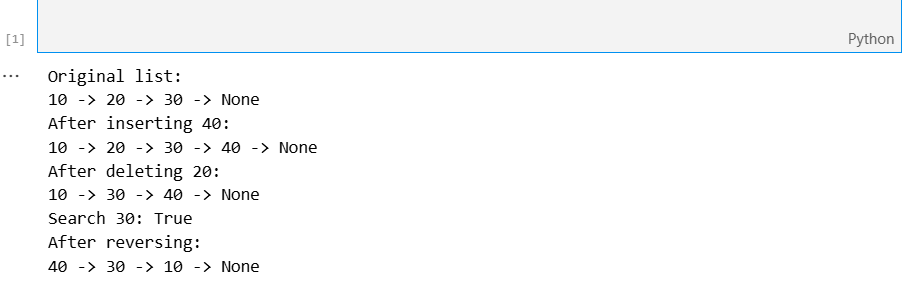 [1]
Python
...
Original list:
10 -> 20 -> 30 -> None
After inserting 40:
10 -> 20 -> 30 -> 40 -> None
After deleting 20:
10 -> 30 -> 40 -> None
Search 30: True
After reversing:
40 -> 30 -> 10 -> None